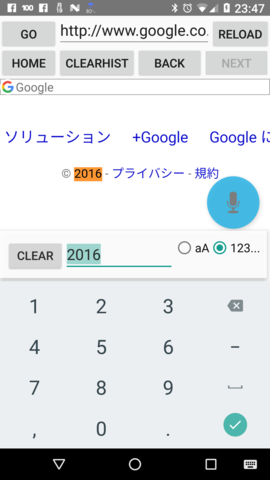 100 80% 23:47
GO http://www.google.co. RELOAD
HOME CLEARHIST BACK NEXT
Google
ソリューション +Google Google に
© 2016 - プライバシー - 規約
CLEAR 2016 aA 123...
1 2 3
4 5 6 −
7 8 9
, 0 .